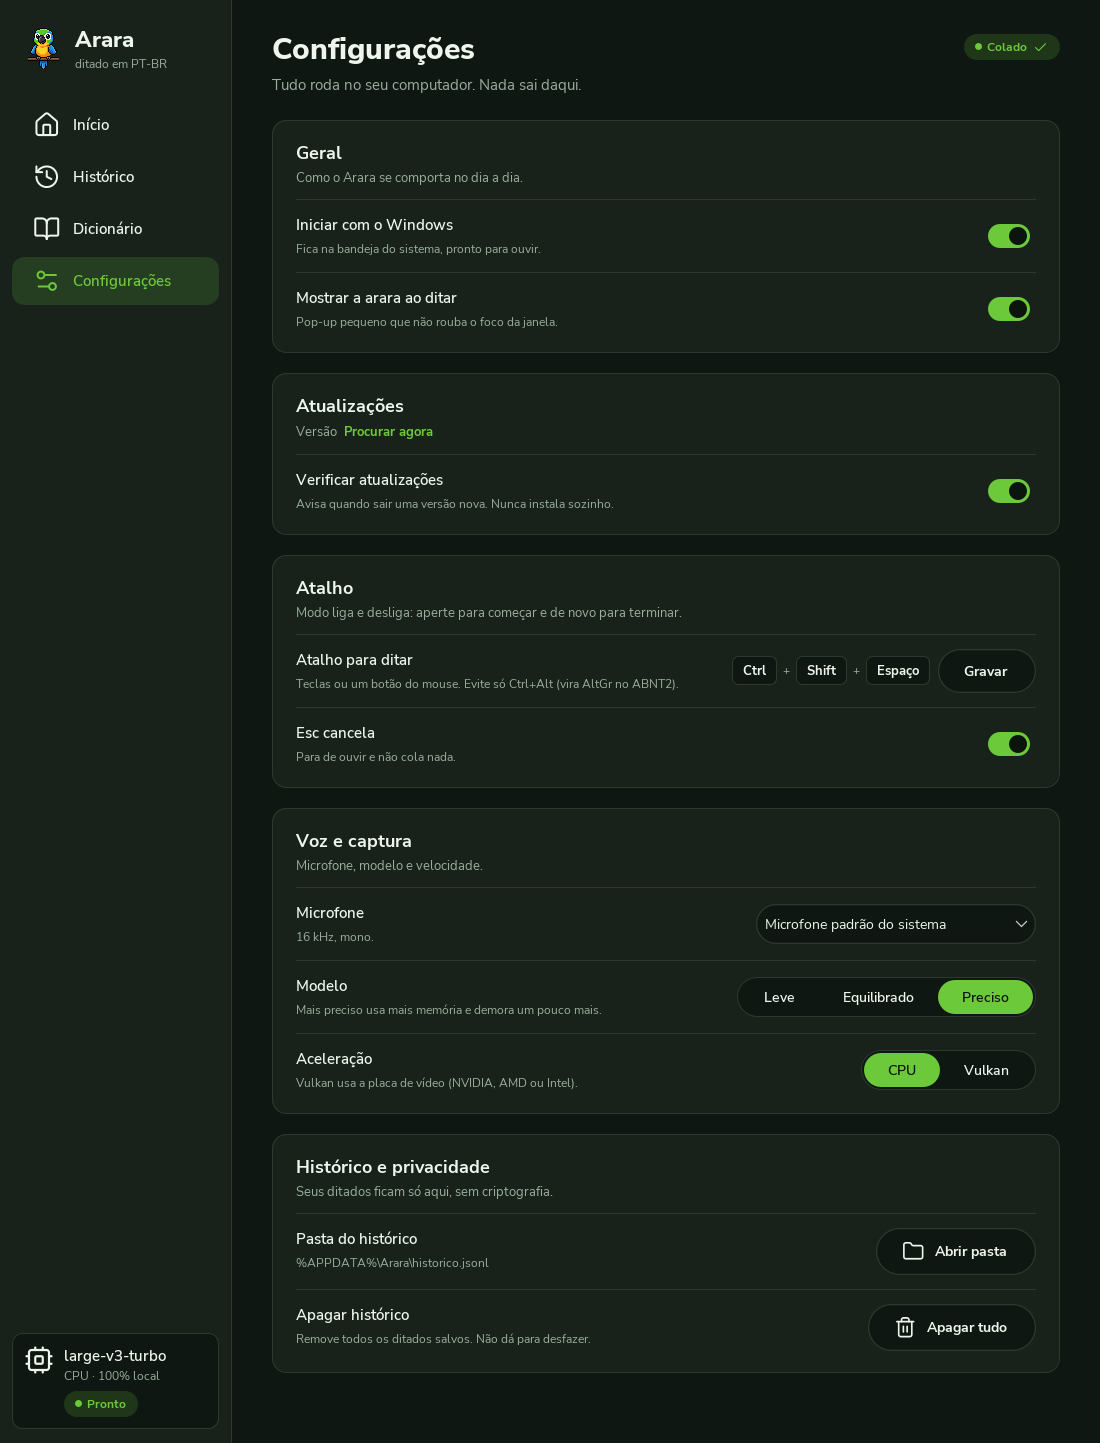 Arara
ditado em PT-BR
Início
Histórico
Dicionário
Configurações
large-v3-turbo
CPU · 100% local
Pronto
Configurações
Colado
Tudo roda no seu computador. Nada sai daqui.
Geral
Como o Arara se comporta no dia a dia.
Iniciar com o Windows
Fica na bandeja do sistema, pronto para ouvir.
Mostrar a arara ao ditar
Pop-up pequeno que não rouba o foco da janela.
Atualizações
Versão Procurar agora
Verificar atualizações
Avisa quando sair uma versão nova. Nunca instala sozinho.
Atalho
Modo liga e desliga: aperte para começar e de novo para terminar.
Atalho para ditar
Teclas ou um botão do mouse. Evite só Ctrl+Alt (vira AltGr no ABNT2).
Ctrl + Shift + Espaço Gravar
Esc cancela
Para de ouvir e não cola nada.
Voz e captura
Microfone, modelo e velocidade.
Microfone
16 kHz, mono.
Microfone padrão do sistema
Modelo
Mais preciso usa mais memória e demora um pouco mais.
Leve Equilibrado Preciso
Aceleração
Vulkan usa a placa de vídeo (NVIDIA, AMD ou Intel).
CPU Vulkan
Histórico e privacidade
Seus ditados ficam só aqui, sem criptografia.
Pasta do histórico
%APPDATA%\Arara\historico.jsonl
Abrir pasta
Apagar histórico
Remove todos os ditados salvos. Não dá para desfazer.
Apagar tudo